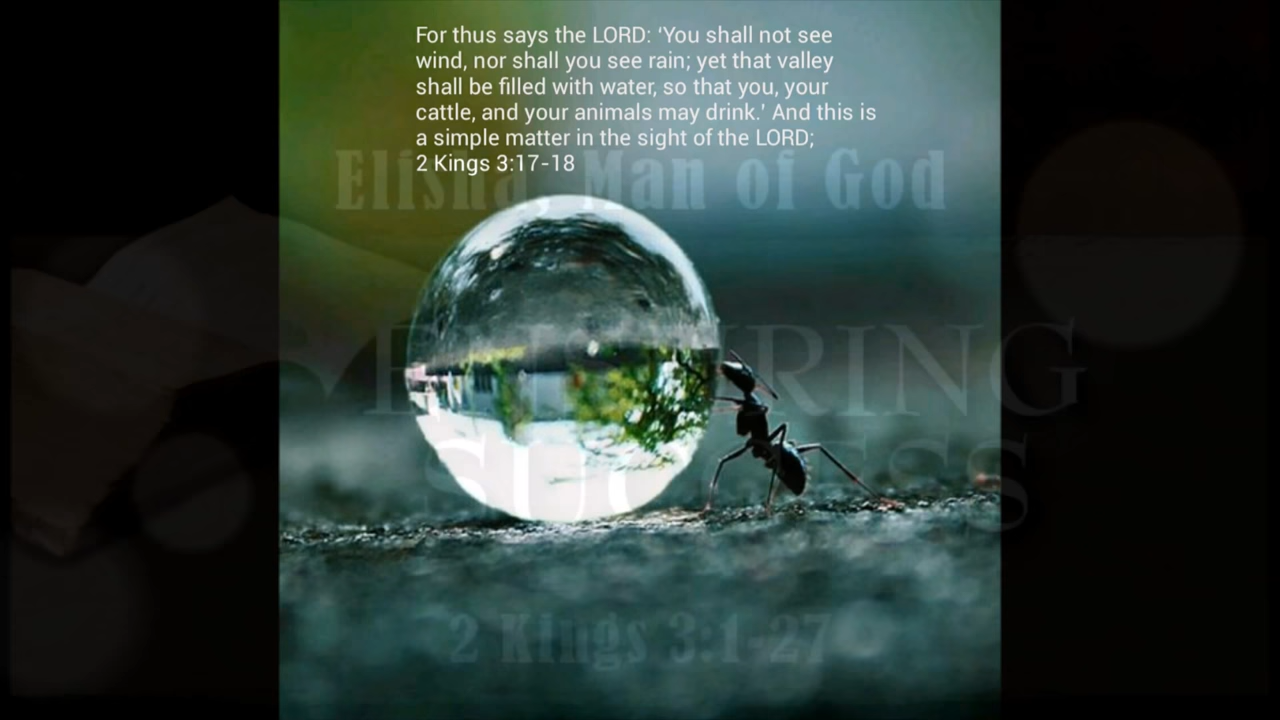 For thus says the LORD: ‘You shall not see
wind, nor shall you see rain; yet that valley
shall be filled with water, so that you, your
cattle, and your animals may drink.’ And this is
a simple matter in the sight of the LORD;
2 Kings 3:17-18
Elisha, Man of God
ENSURING
SUCCESS
2 Kings 3:1-27